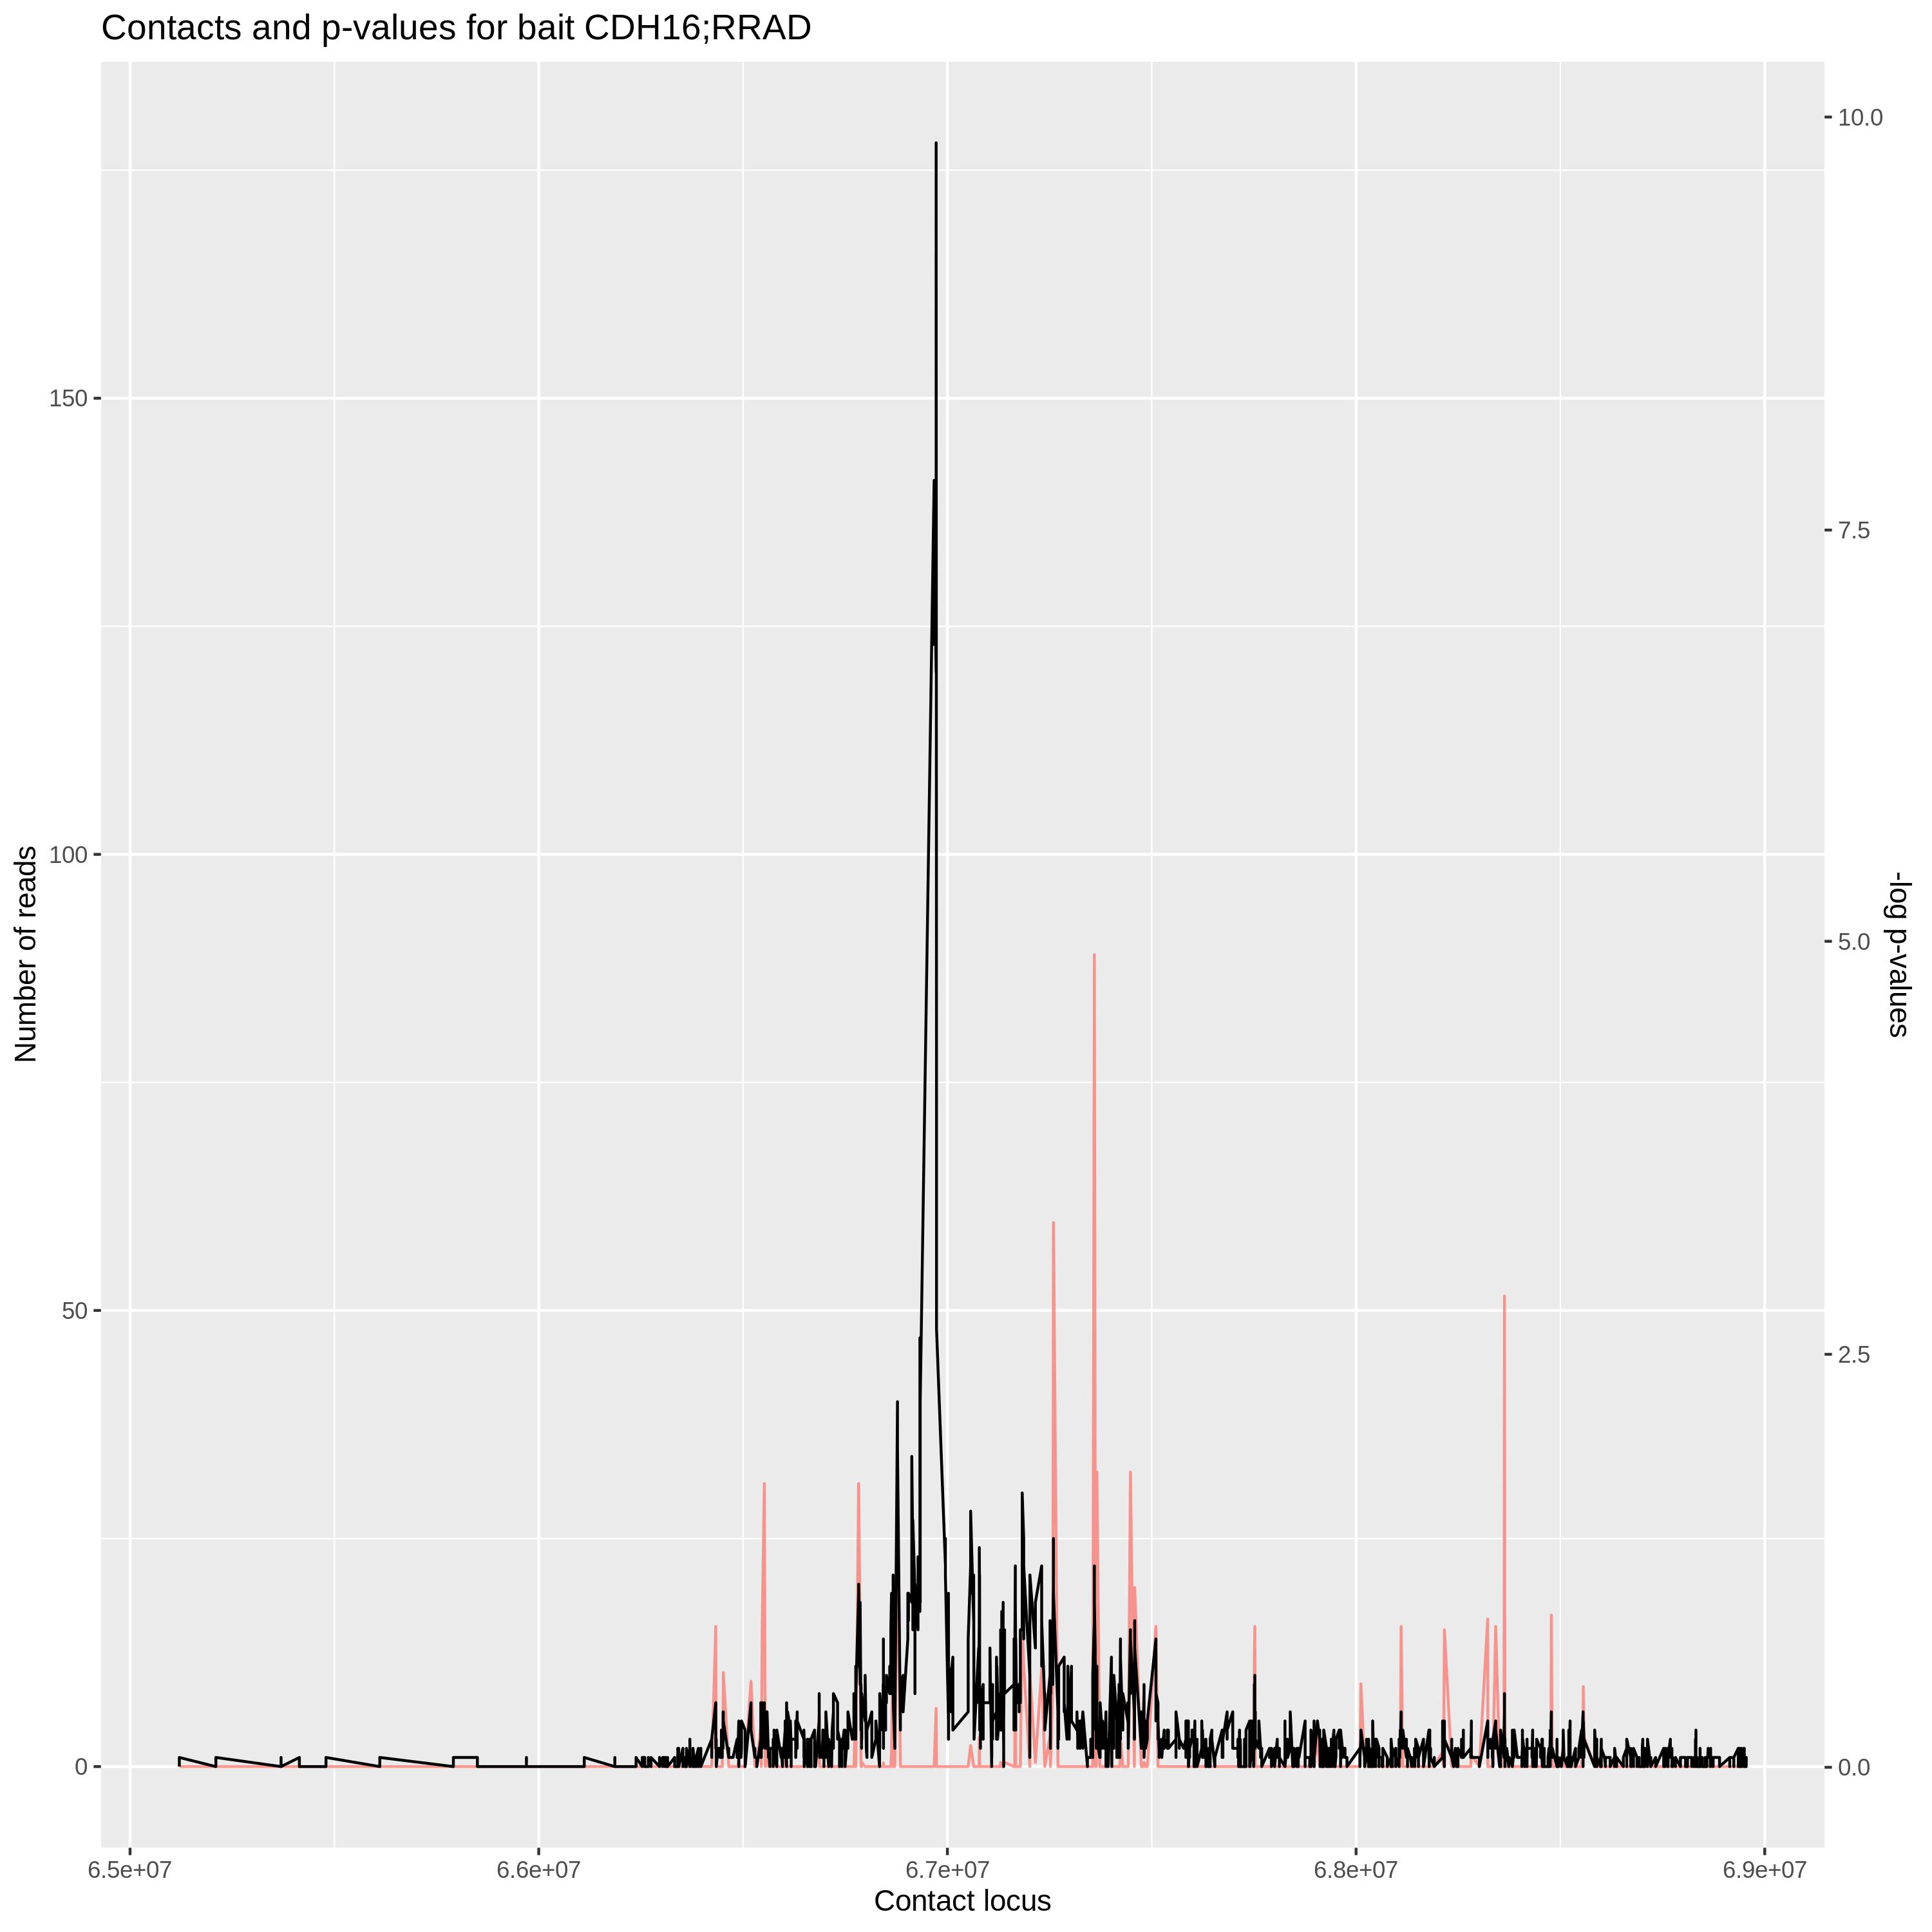 Contacts and p-values for bait CDH16;RRAD
10.0
150
7.5
Number of reads
100
5.0
-log p-values
50
2.5
0
0.0
6.5e+07 6.6e+07 6.7e+07 6.8e+07 6.9e+07
Contact locus